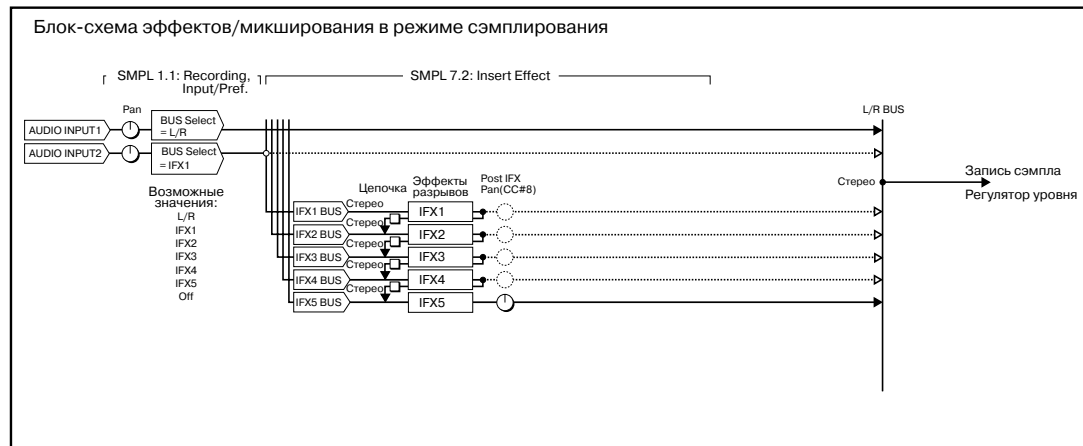 Блок-схема эффектов/микширования в режиме сэмплирования
SMPL 1.1: Recording,
Input/Pref.
SMPL 7.2: Insert Effect
Pan
L/R BUS
AUDIO INPUT1
BUS Select
= L/R
AUDIO INPUT2
BUS Select
= IFX1
Возможные
значения:
L/R
IFX1
IFX2
IFX3
IFX4
IFX5
Off
Цепочка
Эффекты
разрывов
Post IFX
Pan(CC#8)
Стерео
Запись сэмпла
Регулятор уровня
IFX1 BUS
Стерео
IFX1
Стерео
IFX2 BUS
IFX2
Стерео
IFX3 BUS
IFX3
Стерео
IFX4 BUS
IFX4
Стерео
IFX5 BUS
IFX5